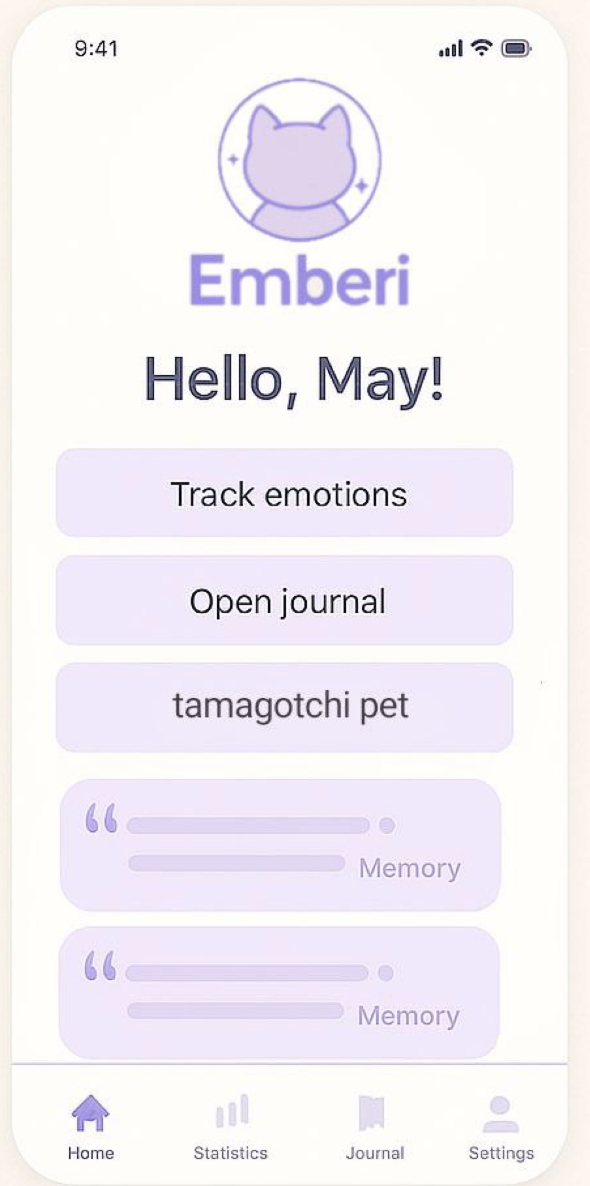 9:41
Emberi
Hello, May!
Track emotions
Open journal
tamagotchi pet
“
Memory
“
Memory
Home
Statistics
Journal
Settings